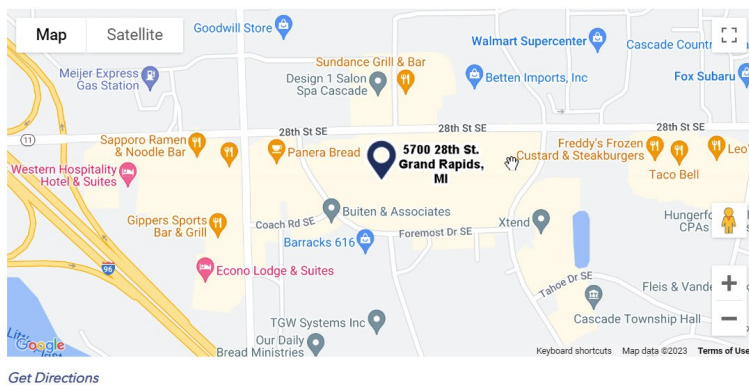 Map
Satellite
Goodwill Store
Walmart Supercenter
Cascade Countr
Sundance Grill & Bar
Meijer Express
Gas Station
Design 1 Salon
Spa Cascade
Betten Imports, Inc
Fox Subaru
28th St SE
28th St SE
28th St SE
11
Sapporo Ramen
& Noodle Bar
Panera Bread
5700 28th St.
Grand Rapids,
MI
Freddy's Frozen
Custard & Steakburgers
Leo'
Taco Bell
Western Hospitality
Hotel & Suites
Gippers Sports
Bar & Grill
Coach Rd SE
Buiten & Associates
Foremost Dr SE
Xtend
Hungerfo
CPAs
Barracks 616
96
Econo Lodge & Suites
Tahoe Dr SE
Fleis & Vande
TGW Systems Inc
Cascade Township Hall
Our Daily
Bread Ministries
Google
Keyboard shortcuts
Map data ©2023
Terms of Use
Get Directions